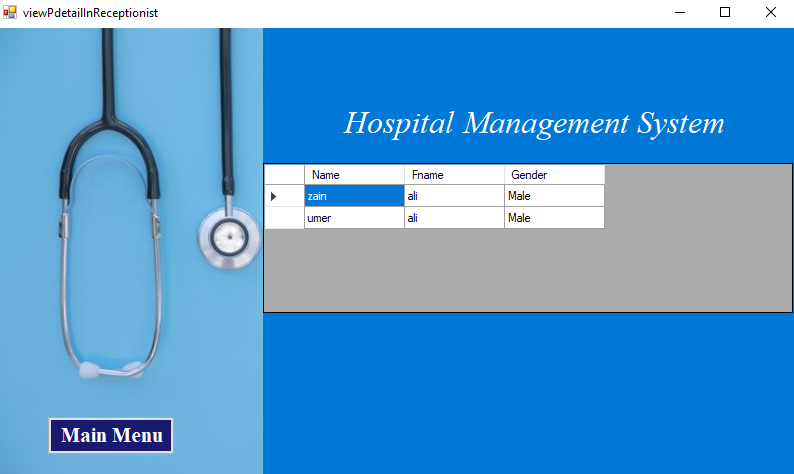 viewPdetailInReceptionist
Hospital Management System
Name Fname Gender
zain ali Male
umer ali Male
Main Menu